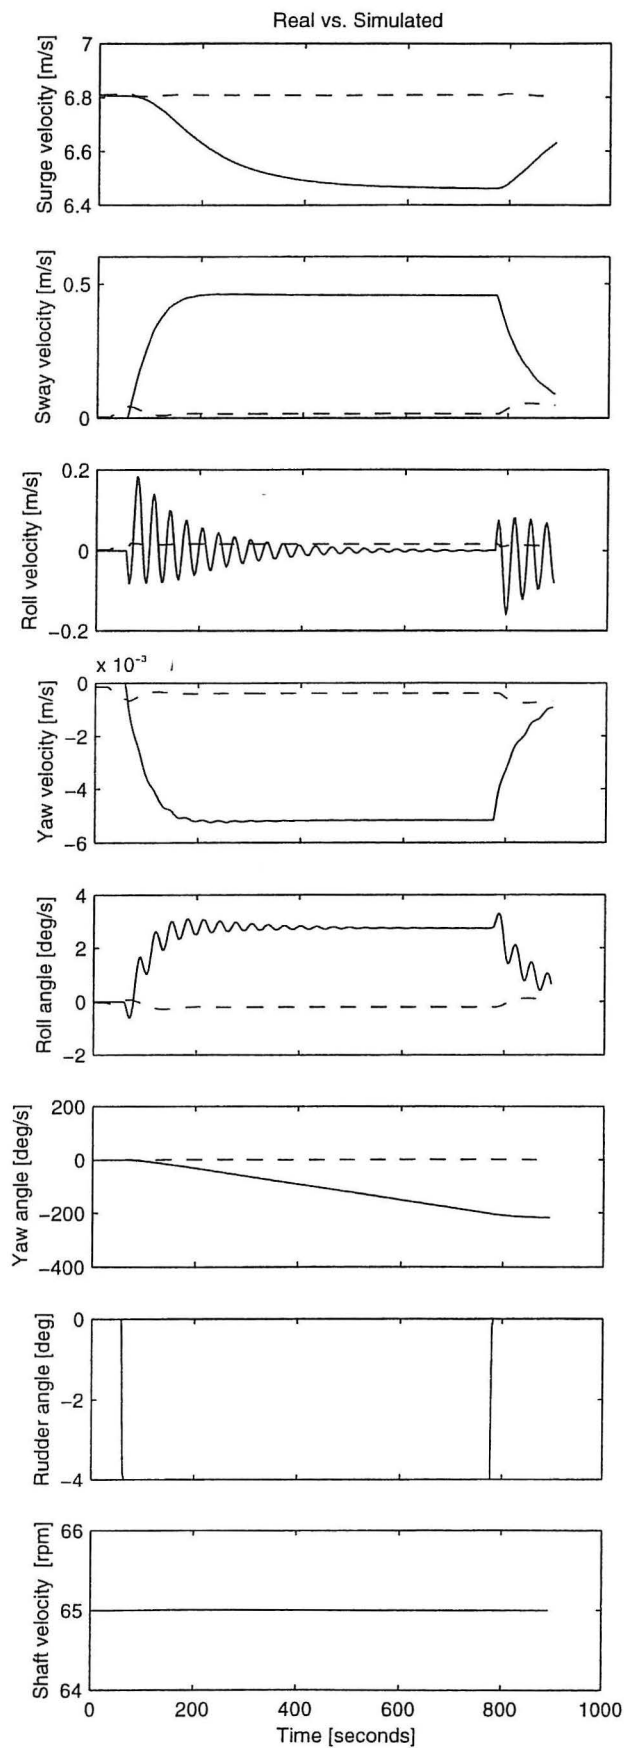 Real vs. Simulated
Surge velocity [m/s]
7
6.8
6.6
6.4
Sway velocity [m/s]
0.5
0
Roll velocity [m/s]
0.2
0
−0.2
x 10⁻³
Yaw velocity [m/s]
0
−2
−4
−6
Roll angle [deg/s]
4
2
0
−2
Yaw angle [deg/s]
200
0
−200
−400
Rudder angle [deg]
0
−2
−4
Shaft velocity [rpm]
66
65
64
0 200 400 600 800 1000
Time [seconds]